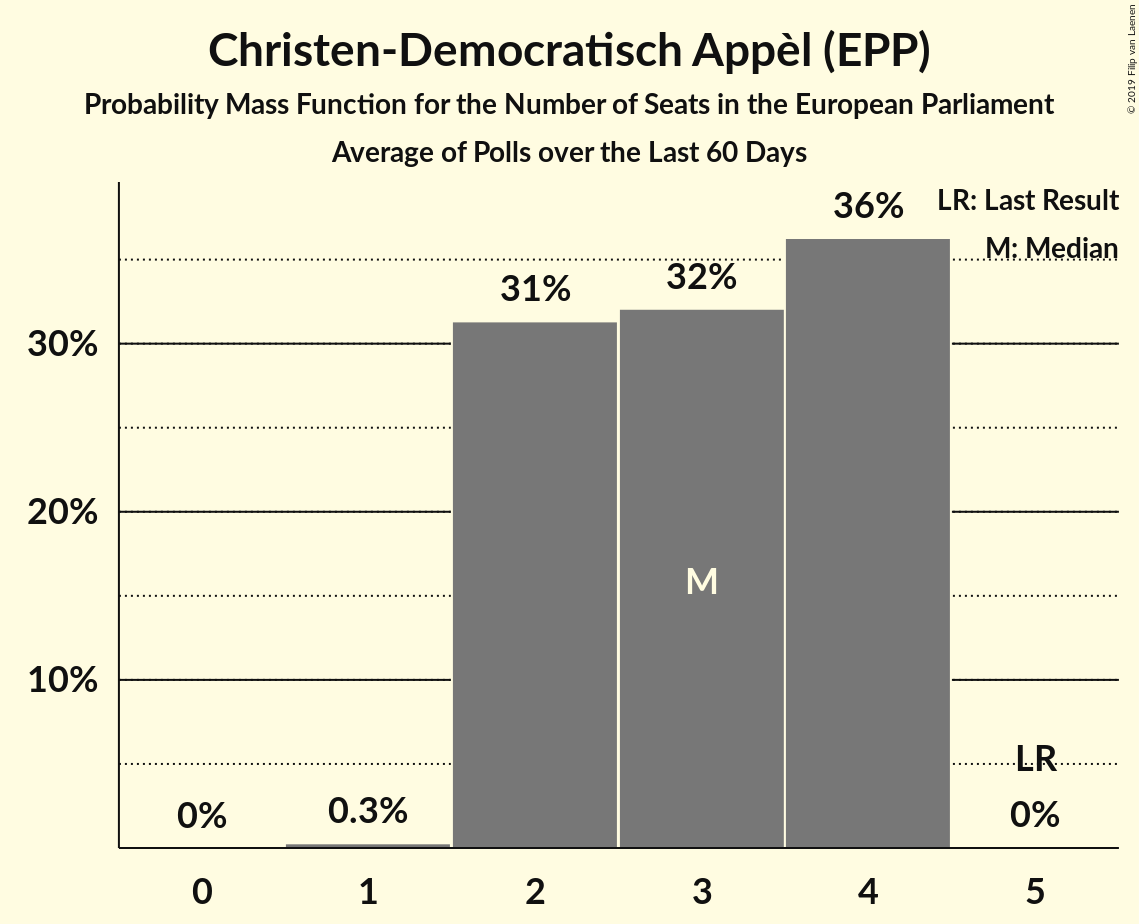 Christen-Democratisch Appèl (EPP)
Probability Mass Function for the Number of Seats in the European Parliament
Average of Polls over the Last 60 Days
© 2019 Filip van Laenen
LR: Last Result
M: Median
36%
32%
31%
30%
20%
M
10%
LR
0%
0.3%
0%
0 1 2 3 4 5